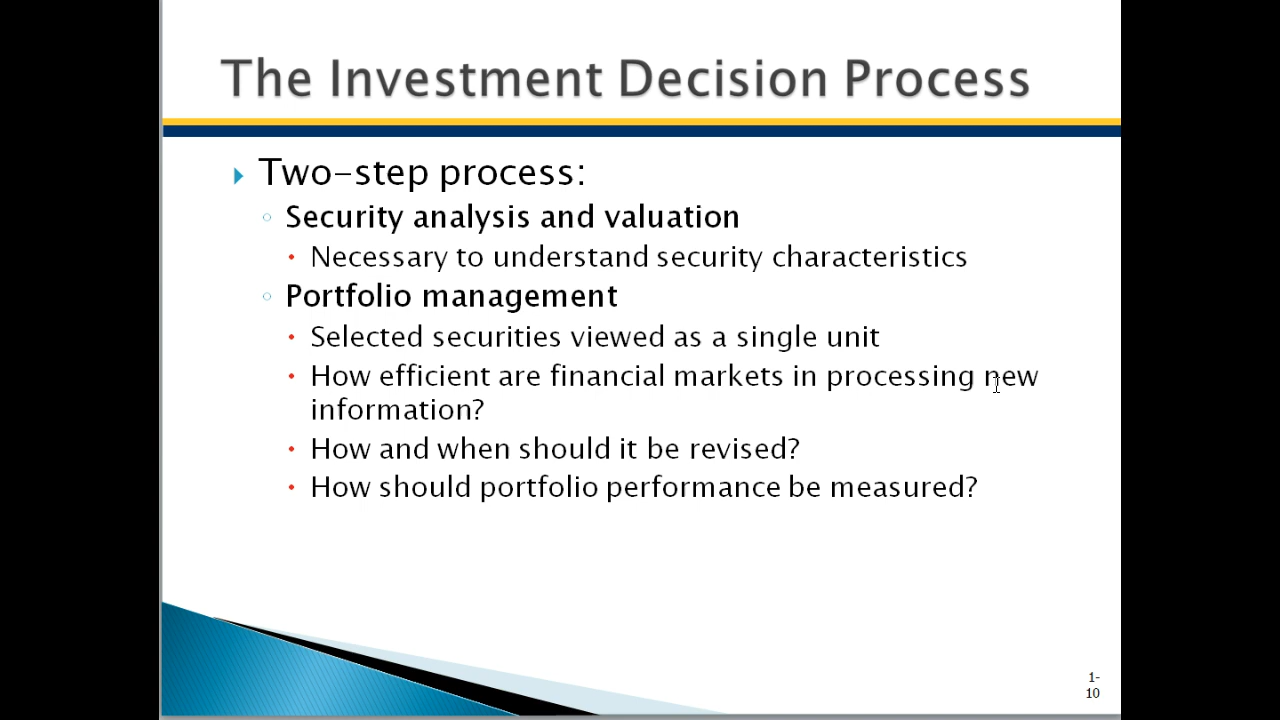 The Investment Decision Process
Two-step process:
Security analysis and valuation
Necessary to understand security characteristics
Portfolio management
Selected securities viewed as a single unit
How efficient are financial markets in processing new
information?
How and when should it be revised?
How should portfolio performance be measured?
1-
10